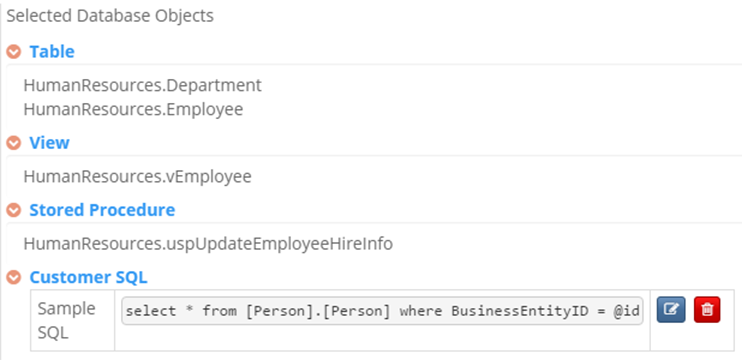 Selected Database Objects
Table
HumanResources.Department
HumanResources.Employee
View
HumanResources.vEmployee
Stored Procedure
HumanResources.uspUpdateEmployeeHireInfo
Customer SQL
Sample
SQL
select * from [Person].[Person] where BusinessEntityID = @id